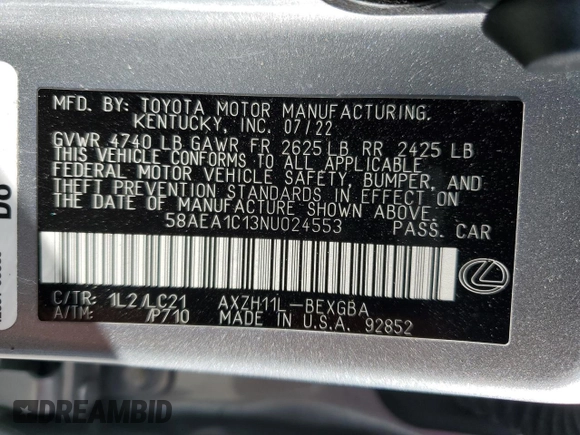 MFD. BY: TOYOTA MOTOR MANUFACTURING,
KENTUCKY, INC. 07/22
GVWR 4740 LB GAWR FR 2625 LB RR 2425 LB
THIS VEHICLE CONFORMS TO ALL APPLICABLE
FEDERAL MOTOR VEHICLE SAFETY, BUMPER, AND
THEFT PREVENTION STANDARDS IN EFFECT ON
THE DATE OF MANUFACTURE SHOWN ABOVE.
58AEA1C13NU024553 PASS. CAR
C/TR: 1L2/LC21 AXZH11L-BEXGBA
A/TM: /P710 MADE IN U.S.A. 92852
DREAMBID